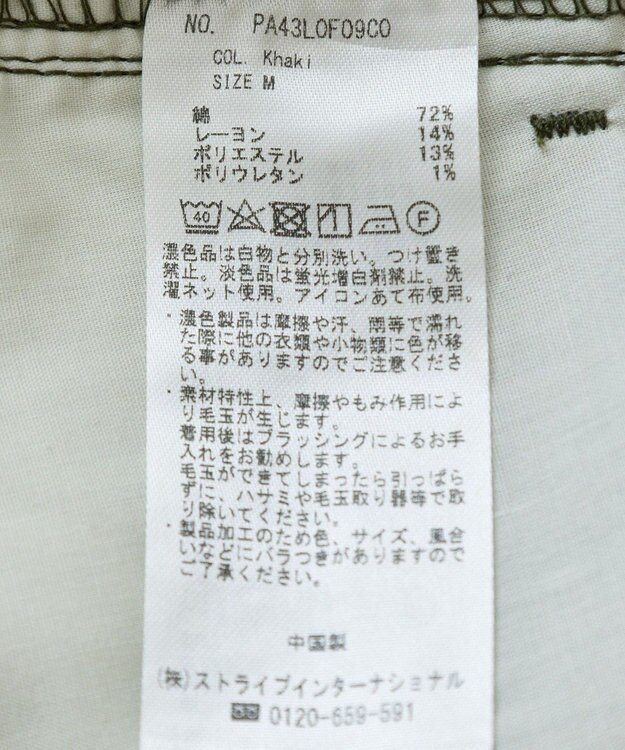 NO. PA43L0F09C0
COL. Khaki
SIZE M
綿 72%
レーヨン 14%
ポリエステル 13%
ポリウレタン 1%
40 F
濃色品は白物と分別洗い。つけ置き
禁止。淡色品は蛍光増白剤禁止。洗
濯ネット使用。アイコンあて布使用。
・濃色製品は摩擦や汗、雨等で濡れ
た際に他の衣類や小物類に色が移
る事がありますのでご注意くださ
い。
・素材特性上、摩擦やもみ作用によ
り毛玉が生じます。
着用後はブラッシングによるお手
入れをお勧めします。
毛玉ができてしまったら引っぱら
ずに、ハサミや毛玉取り器等で取
り除いてください。
・製品加工のため色、サイズ、風合
いなどにバラつきがありますので
ご了承ください。
中国製
(株)ストライプインターナショナル
0120-659-591